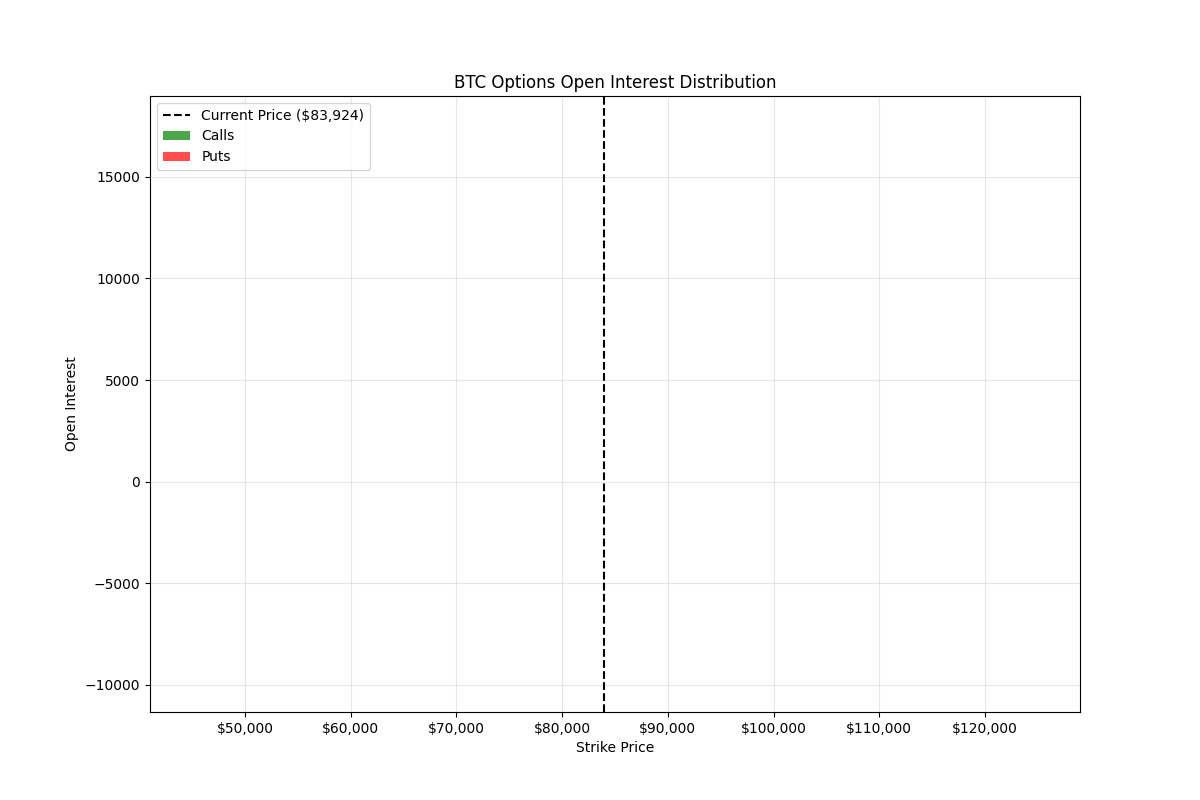 BTC Options Open Interest Distribution
Current Price ($83,924)
Calls
Puts
15000
10000
5000
0
−5000
−10000
Open Interest
$50,000 $60,000 $70,000 $80,000 $90,000 $100,000 $110,000 $120,000
Strike Price